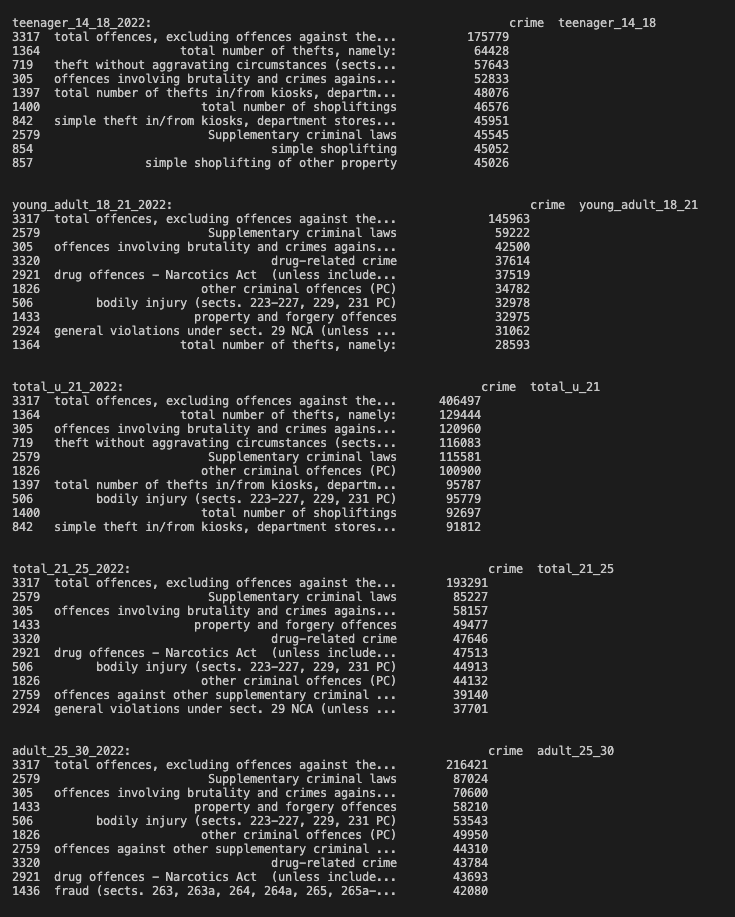 teenager_14_18_2022: crime teenager_14_18
3317 total offences, excluding offences against the... 175779
1364 total number of thefts, namely: 64428
719 theft without aggravating circumstances (sects... 57643
305 offences involving brutality and crimes agains... 52833
1397 total number of thefts in/from kiosks, departm... 48076
1400 total number of shopliftings 46576
842 simple theft in/from kiosks, department stores... 45951
2579 Supplementary criminal laws 45545
854 simple shoplifting 45052
857 simple shoplifting of other property 45026
young_adult_18_21_2022: crime young_adult_18_21
3317 total offences, excluding offences against the... 145963
2579 Supplementary criminal laws 59222
305 offences involving brutality and crimes agains... 42500
3320 drug-related crime 37614
2921 drug offences - Narcotics Act (unless include... 37519
1826 other criminal offences (PC) 34782
506 bodily injury (sects. 223-227, 229, 231 PC) 32978
1433 property and forgery offences 32975
2924 general violations under sect. 29 NCA (unless ... 31062
1364 total number of thefts, namely: 28593
total_u_21_2022: crime total_u_21
3317 total offences, excluding offences against the... 406497
1364 total number of thefts, namely: 129444
305 offences involving brutality and crimes agains... 120960
719 theft without aggravating circumstances (sects... 116083
2579 Supplementary criminal laws 115581
1826 other criminal offences (PC) 100900
1397 total number of thefts in/from kiosks, departm... 95787
506 bodily injury (sects. 223-227, 229, 231 PC) 95779
1400 total number of shopliftings 92697
842 simple theft in/from kiosks, department stores... 91812
total_21_25_2022: crime total_21_25
3317 total offences, excluding offences against the... 193291
2579 Supplementary criminal laws 85227
305 offences involving brutality and crimes agains... 58157
1433 property and forgery offences 49477
3320 drug-related crime 47646
2921 drug offences - Narcotics Act (unless include... 47513
506 bodily injury (sects. 223-227, 229, 231 PC) 44913
1826 other criminal offences (PC) 44132
2759 offences against other supplementary criminal ... 39140
2924 general violations under sect. 29 NCA (unless ... 37701
adult_25_30_2022: crime adult_25_30
3317 total offences, excluding offences against the... 216421
2579 Supplementary criminal laws 87024
305 offences involving brutality and crimes agains... 70600
1433 property and forgery offences 58210
506 bodily injury (sects. 223-227, 229, 231 PC) 53543
1826 other criminal offences (PC) 49950
2759 offences against other supplementary criminal ... 44310
3320 drug-related crime 43784
2921 drug offences - Narcotics Act (unless include... 43693
1436 fraud (sects. 263, 263a, 264, 264a, 265, 265a-... 42080